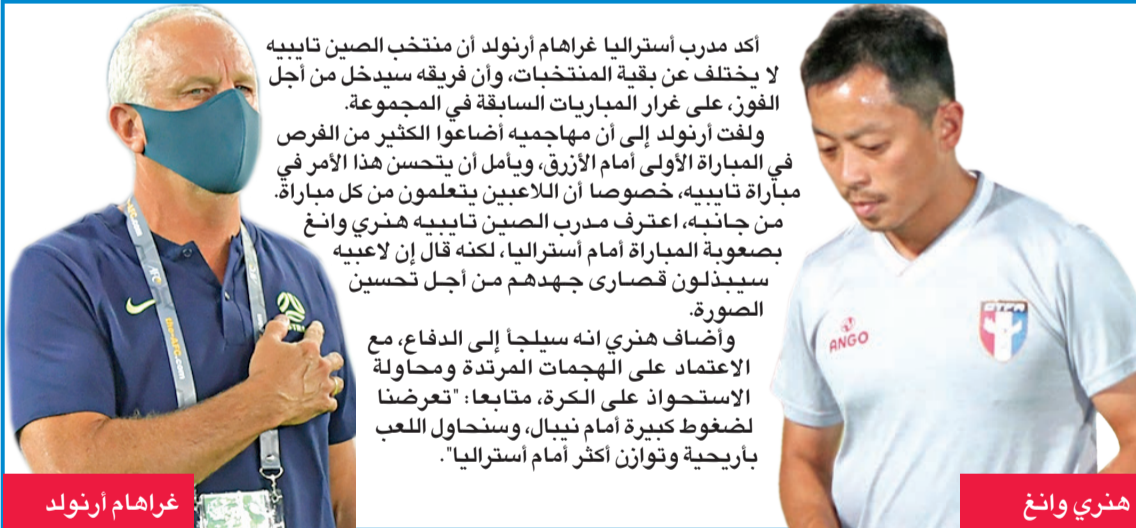 أكد مدرب أستراليا غراهام أرنولد أن منتخب الصين تايبيه
لا يختلف عن بقية المنتخبات، وأن فريقه سيدخل من أجل
الفوز، على غرار المباريات السابقة في المجموعة.
ولفت أرنولد إلى أن مهاجميه أضاعوا الكثير من الفرص
في المباراة الأولى أمام الأزرق، ويأمل أن يتحسن هذا الأمر في
مباراة تايبيه، خصوصا أن اللاعبين يتعلمون من كل مباراة.
من جانبه، اعترف مدرب الصين تايبيه هنري وانغ
بصعوبة المباراة أمام أستراليا، لكنه قال إن لاعبيه
سيبذلون قصارى جهدهم من أجل تحسين
الصورة.
وأضاف هنري انه سيلجأ إلى الدفاع، مع
الاعتماد على الهجمات المرتدة ومحاولة
الاستحواذ على الكرة، متابعا: "تعرضنا
لضغوط كبيرة أمام نيبال، وسنحاول اللعب
بأريحية وتوازن أكثر أمام أستراليا".
ANGO
CTFA
the-AFC.com
هنري وانغ
غراهام أرنولد